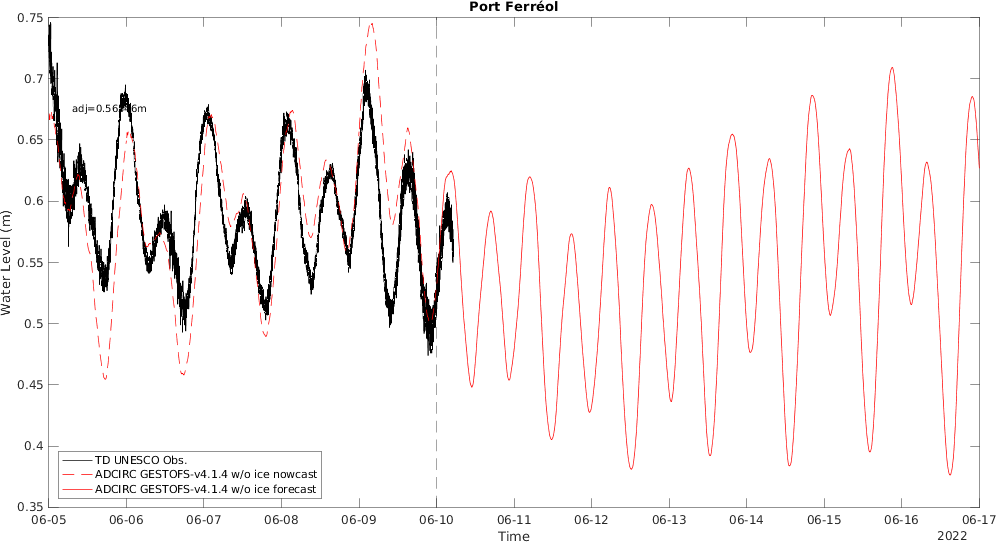 Port Ferréol
Water Level (m)
0.75
0.7
0.65
0.6
0.55
0.5
0.45
0.4
0.35
TD UNESCO Obs.
ADCIRC GESTOFS-v4.1.4 w/o ice nowcast
ADCIRC GESTOFS-v4.1.4 w/o ice forecast
06-05 06-06 06-07 06-08 06-09 06-10 06-11 06-12 06-13 06-14 06-15 06-16 06-17
Time
2022